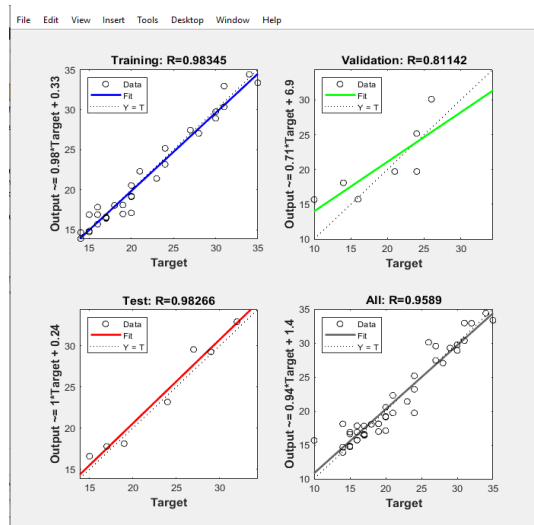 File Edit View Insert Tools Desktop Window Help
Training: R=0.98345
Output ~= 0.98*Target + 0.33
35
30
25
20
15
Data
Fit
Y = T
15 20 25 30 35
Target
Validation: R=0.81142
Output ~= 0.71*Target + 6.9
30
25
20
15
10
Data
Fit
Y = T
10 15 20 25 30
Target
Test: R=0.98266
Output ~= 1*Target + 0.24
30
25
20
15
Data
Fit
Y = T
15 20 25 30
Target
All: R=0.9589
Output ~= 0.94*Target + 1.4
35
30
25
20
15
10
Data
Fit
Y = T
10 15 20 25 30 35
Target